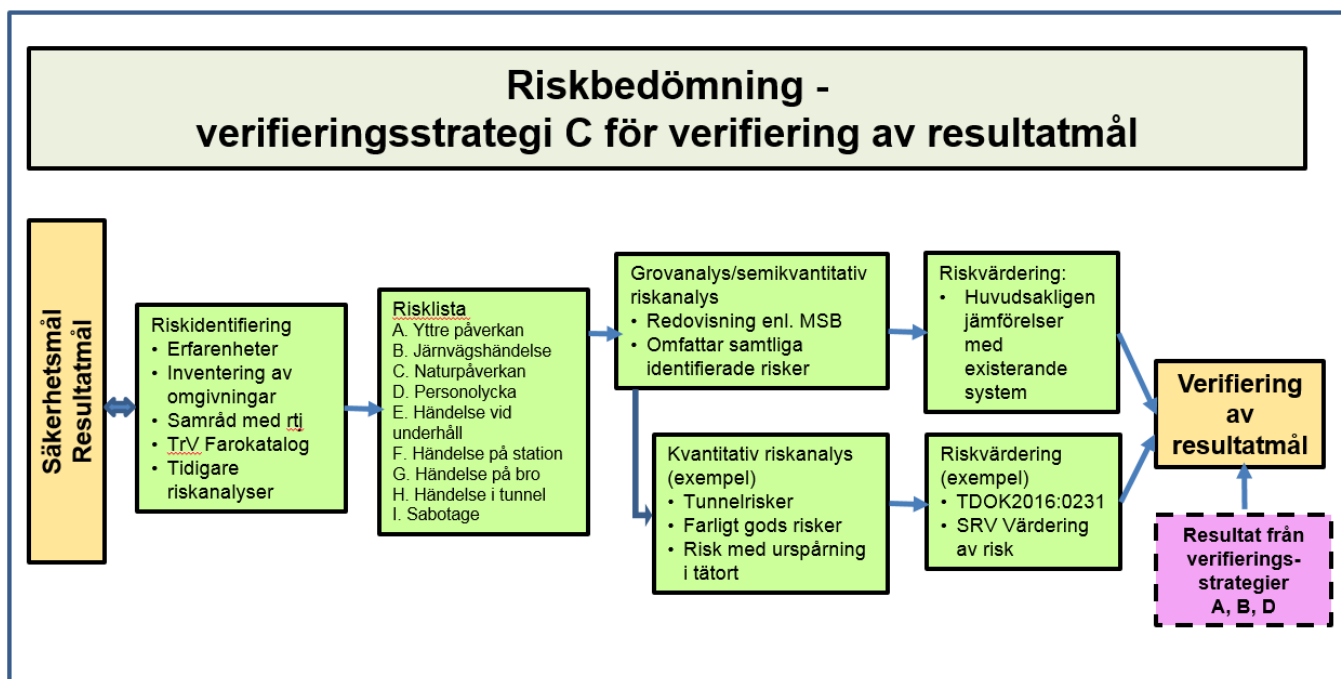 Riskbedömning -
verifieringsstrategi C för verifiering av resultatmål
Säkerhetsmål
Resultatmål
Riskidentifiering
• Erfarenheter
• Inventering av
omgivningar
• Samråd med rtj
• TrV Farokatalog
• Tidigare
riskanalyser
Risklista
A. Yttre påverkan
B. Järnvägshändelse
C. Naturpåverkan
D. Personolycka
E. Händelse vid
underhåll
F. Händelse på station
G. Händelse på bro
H. Händelse i tunnel
I. Sabotage
Grovanalys/semikvantitativ
riskanalys
• Redovisning enl. MSB
• Omfattar samtliga
identifierade risker
Kvantitativ riskanalys
(exempel)
• Tunnelrisker
• Farligt gods risker
• Risk med urspårning
i tätort
Riskvärdering:
• Huvudsakligen
jämförelser
med
existerande
system
Riskvärdering
(exempel)
• TDOK2016:0231
• SRV Värdering
av risk
Verifiering
av
resultatmål
Resultat från
verifierings-
strategier
A, B, D